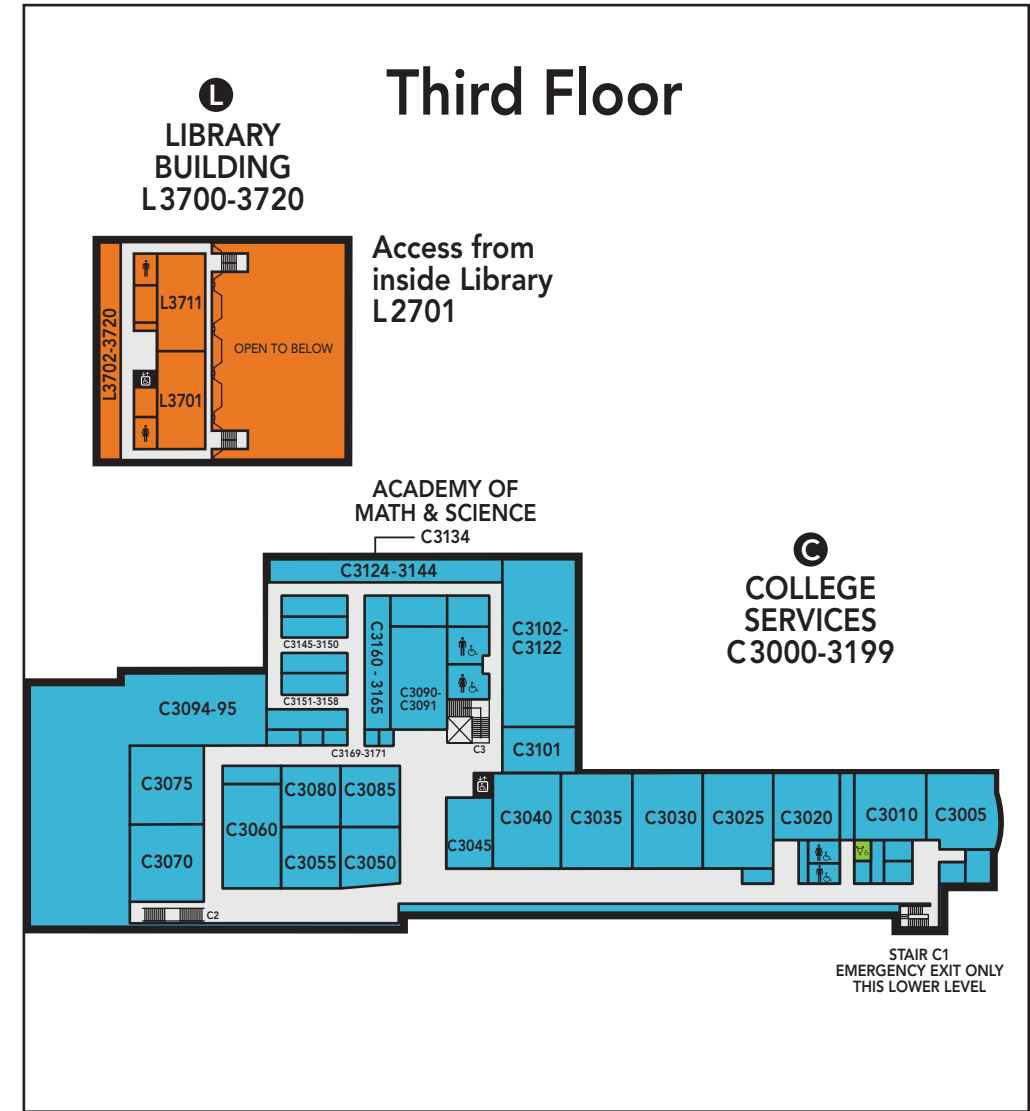 Third Floor
L
LIBRARY
BUILDING
L3700-3720
Access from
inside Library
L2701
L3702-3720
L3711
L3701
OPEN TO BELOW
ACADEMY OF
MATH & SCIENCE
C3134
C
COLLEGE
SERVICES
C3000-3199
C3124-3144
C3145-3150
C3151-3158
C3160 - 3165
C3090-
C3091
C3102-
C3122
C3094-95
C3169-3171
C3
C3101
C3075
C3080
C3085
C3060
C3070
C3055
C3050
C3045
C3040
C3035
C3030
C3025
C3020
C3010
C3005
C2
STAIR C1
EMERGENCY EXIT ONLY
THIS LOWER LEVEL